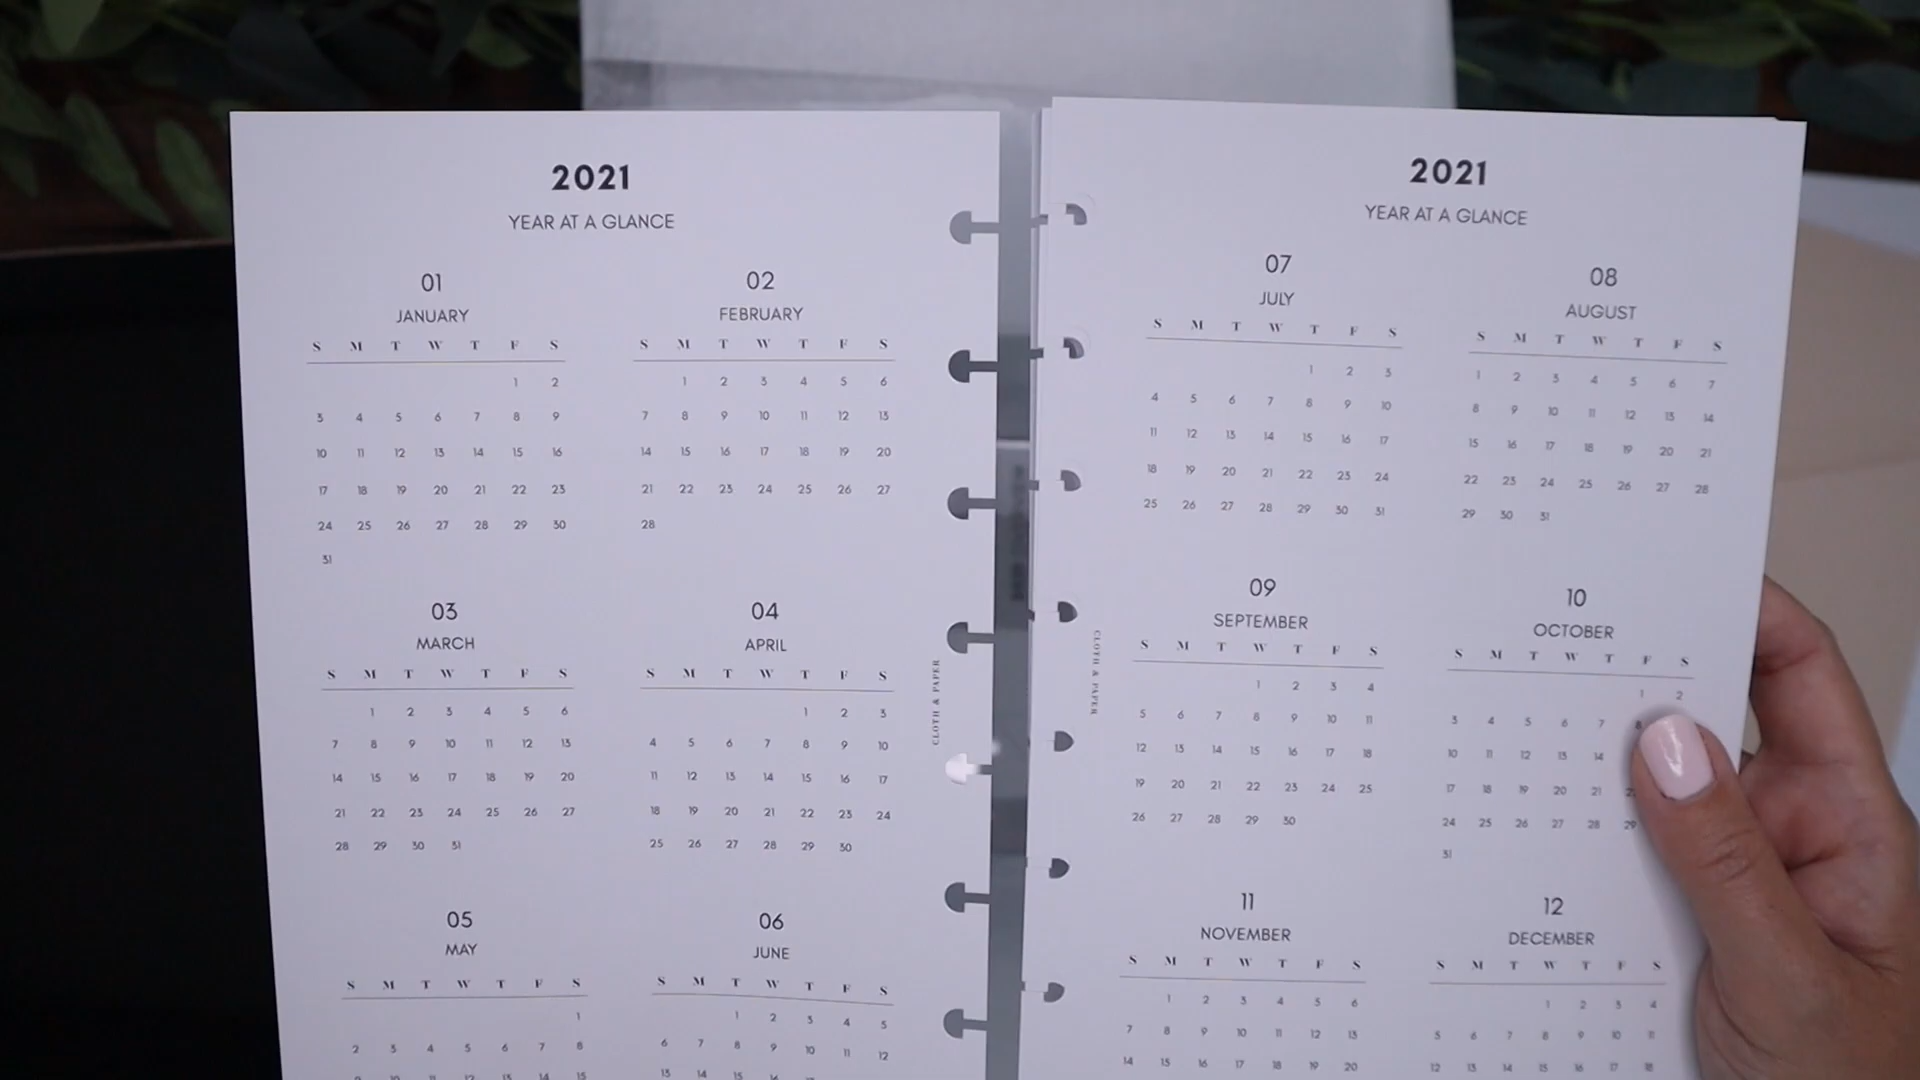 2021
YEAR AT A GLANCE
01
JANUARY
S M T W T F S
1 2
3 4 5 6 7 8 9
10 11 12 13 14 15 16
17 18 19 20 21 22 23
24 25 26 27 28 29 30
31
02
FEBRUARY
S M T W T F S
1 2 3 4 5 6
7 8 9 10 11 12 13
14 15 16 17 18 19 20
21 22 23 24 25 26 27
28
03
MARCH
S M T W T F S
1 2 3 4 5 6
7 8 9 10 11 12 13
14 15 16 17 18 19 20
21 22 23 24 25 26 27
28 29 30 31
04
APRIL
S M T W T F S
1 2 3
4 5 6 7 8 9 10
11 12 13 14 15 16 17
18 19 20 21 22 23 24
25 26 27 28 29 30
05
MAY
S M T W T F S
1
2 3 4 5 6 7 8
06
JUNE
S M T W T F S
1 2 3 4 5
6 7 8 9 10 11 12
13 14 15 16
CLOTH & PAPER
2021
YEAR AT A GLANCE
07
JULY
S M T W T F S
1 2 3
4 5 6 7 8 9 10
11 12 13 14 15 16 17
18 19 20 21 22 23 24
25 26 27 28 29 30 31
08
AUGUST
S M T W T F S
1 2 3 4 5 6 7
8 9 10 11 12 13 14
15 16 17 18 19 20 21
22 23 24 25 26 27 28
29 30 31
09
SEPTEMBER
S M T W T F S
1 2 3 4
5 6 7 8 9 10 11
12 13 14 15 16 17 18
19 20 21 22 23 24 25
26 27 28 29 30
10
OCTOBER
S M T W T F S
1 2
3 4 5 6 7 8
10 11 12 13 14
17 18 19 20 21
24 25 26 27 28 29
31
11
NOVEMBER
S M T W T F S
1 2 3 4 5 6
7 8 9 10 11 12 13
14 15 16 17 18 19 20
12
DECEMBER
S M T W T F S
1 2 3 4
5 6 7 8 9 10 11
12 13 14 15 16 17 18
CLOTH & PAPER